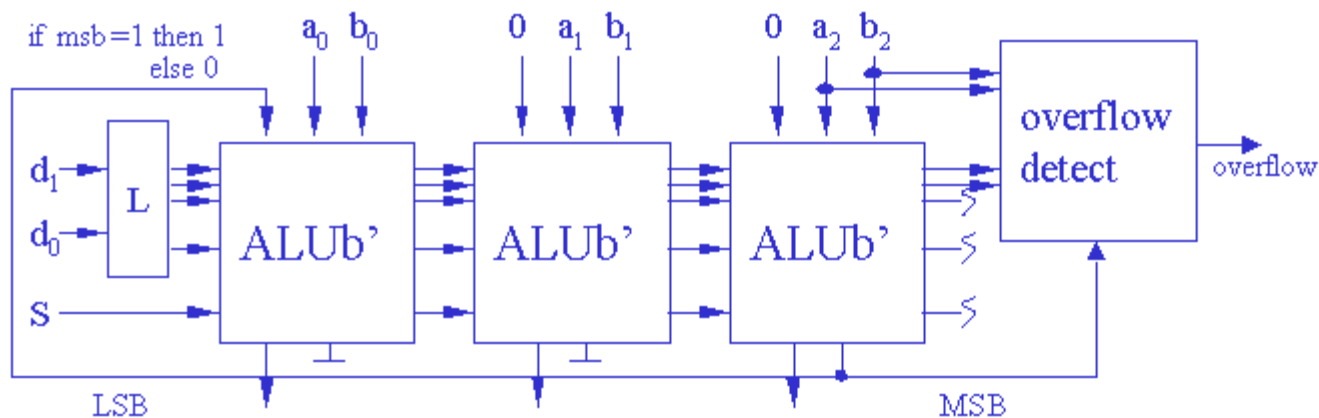 if msb=1 then 1
else 0
a0 b0
0 a1 b1
0 a2 b2
overflow
detect
overflow
d1
L
d0
ALUb’
ALUb’
ALUb’
S
LSB
MSB